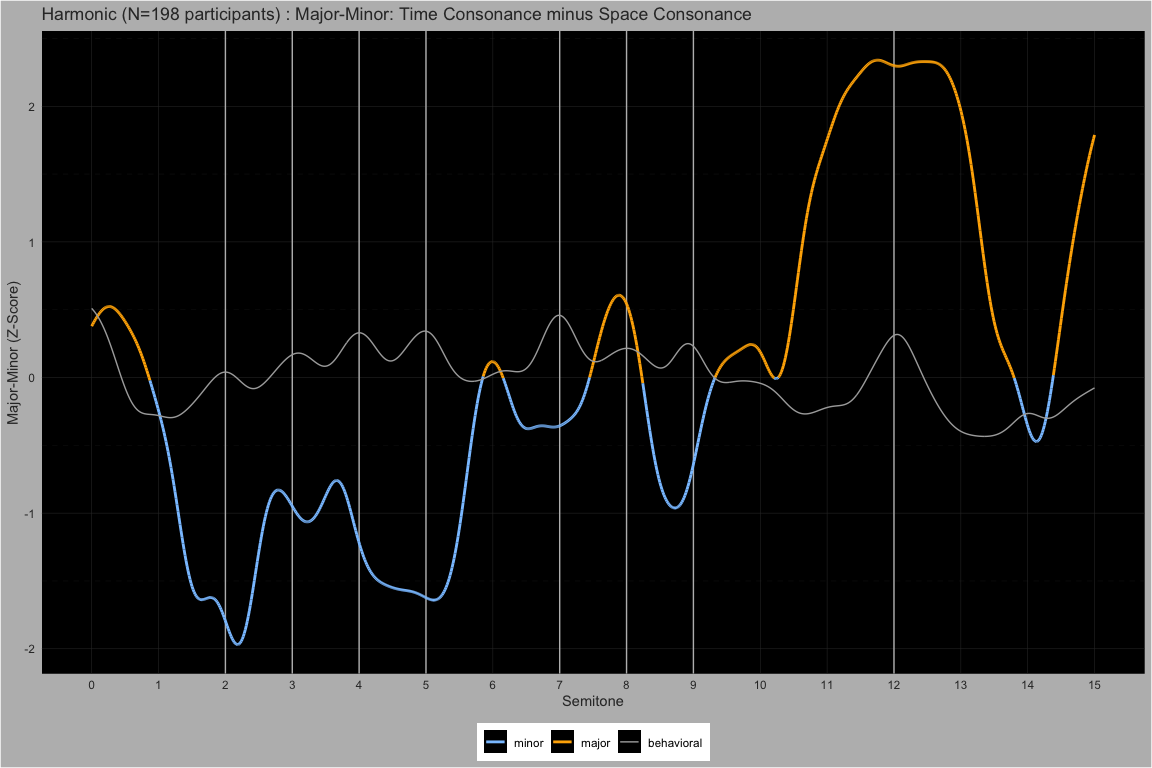 Harmonic (N=198 participants) : Major-Minor: Time Consonance minus Space Consonance
Major-Minor (Z-Score)
2
1
0
-1
-2
0 1 2 3 4 5 6 7 8 9 10 11 12 13 14 15
Semitone
minor major behavioral